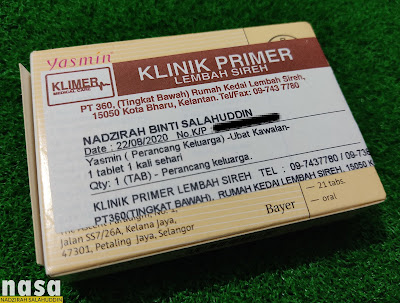 yasmin
KLIMER
MEDICAL CARE
KLINIK PRIMER
LEMBAH SIREH
PT 360, (Tingkat Bawah) Rumah Kedai Lembah Sireh,
15050 Kota Bharu, Kelantan. Tel/Fax: 09-743 7780
NADZIRAH BINTI SALAHUDDIN
Date : 22/08/2020 No.K/P
Yasmin ( Perancang Keluarga) -Ubat Kawalan-
1 tablet 1 kali sehari
Qty: 1 (TAB) - Perancang keluarga.
KLINIK PRIMER LEMBAH SIREH TEL : 09-7437780 / 09-73
PT360(TINGKAT BAWAH), RUMAH KEDAI LEMBAH SIREH, 15050 K
Jalan SS7/26A, Kelana Jaya,
47301, Petaling Jaya, Selangor
Bayer
21 tabs.
oral
nasa
NADZIRAH SALAHUDDIN